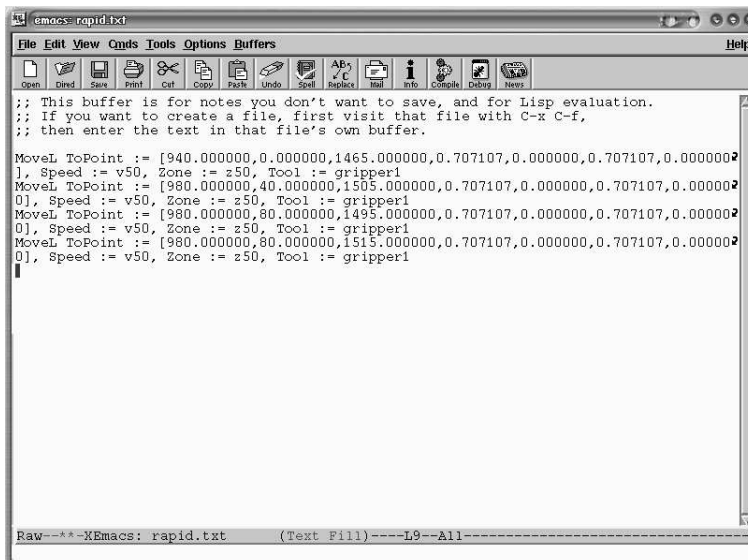 emacs: rapid.txt
File Edit View Cmds Tools Options Buffers Help
Open Dired Save Print Cut Copy Paste Undo Spell Replace Mail Info Compile Debug News
;; This buffer is for notes you don't want to save, and for Lisp evaluation.
;; If you want to create a file, first visit that file with C-x C-f,
;; then enter the text in that file's own buffer.
MoveL ToPoint := [940.000000,0.000000,1465.000000,0.707107,0.000000,0.707107,0.000000
], Speed := v50, Zone := z50, Tool := gripper1
MoveL ToPoint := [980.000000,40.000000,1505.000000,0.707107,0.000000,0.707107,0.00000
0], Speed := v50, Zone := z50, Tool := gripper1
MoveL ToPoint := [980.000000,80.000000,1495.000000,0.707107,0.000000,0.707107,0.00000
0], Speed := v50, Zone := z50, Tool := gripper1
MoveL ToPoint := [980.000000,80.000000,1515.000000,0.707107,0.000000,0.707107,0.00000
0], Speed := v50, Zone := z50, Tool := gripper1
Raw--**-XEmacs: rapid.txt (Text Fill)----L9--All--------------------------------